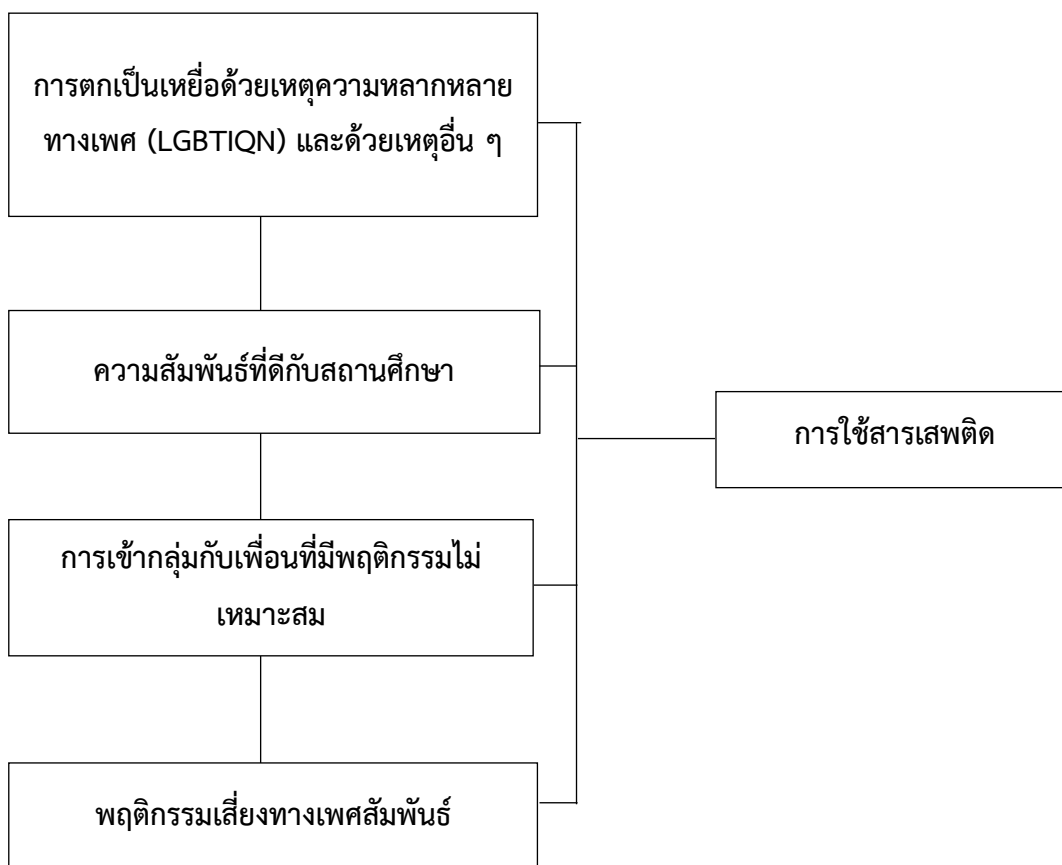 การตกเป็นเหยื่อด้วยเหตุความหลากหลาย
ทางเพศ (LGBTIQN) และด้วยเหตุอื่น ๆ
ความสัมพันธ์ที่ดีกับสถานศึกษา
การใช้สารเสพติด
การเข้ากลุ่มกับเพื่อนที่มีพฤติกรรมไม่
เหมาะสม
พฤติกรรมเสี่ยงทางเพศสัมพันธ์